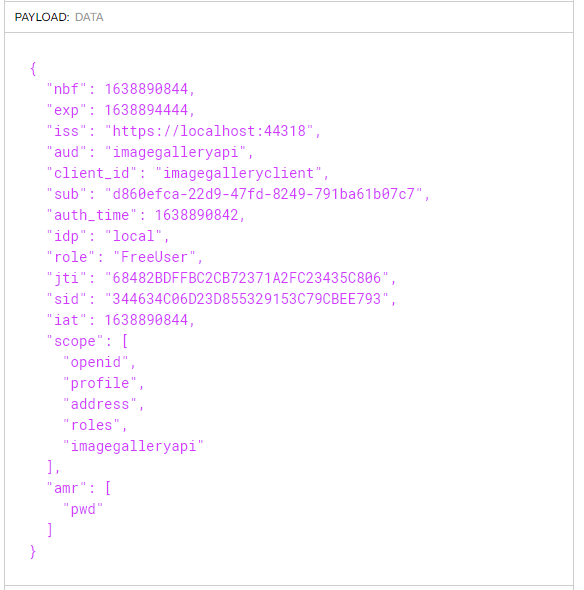 PAYLOAD: DATA
{
"nbf": 1638890844,
"exp": 1638894444,
"iss": "https://localhost:44318",
"aud": "imagegalleryapi",
"client_id": "imagegalleryclient",
"sub": "d860efca-22d9-47fd-8249-791ba61b07c7",
"auth_time": 1638890842,
"idp": "local",
"role": "FreeUser",
"jti": "68482BDFFBC2CB72371A2FC23435C806",
"sid": "344634C06D23D855329153C79CBEE793",
"iat": 1638890844,
"scope": [
"openid",
"profile",
"address",
"roles",
"imagegalleryapi"
],
"amr": [
"pwd"
]
}